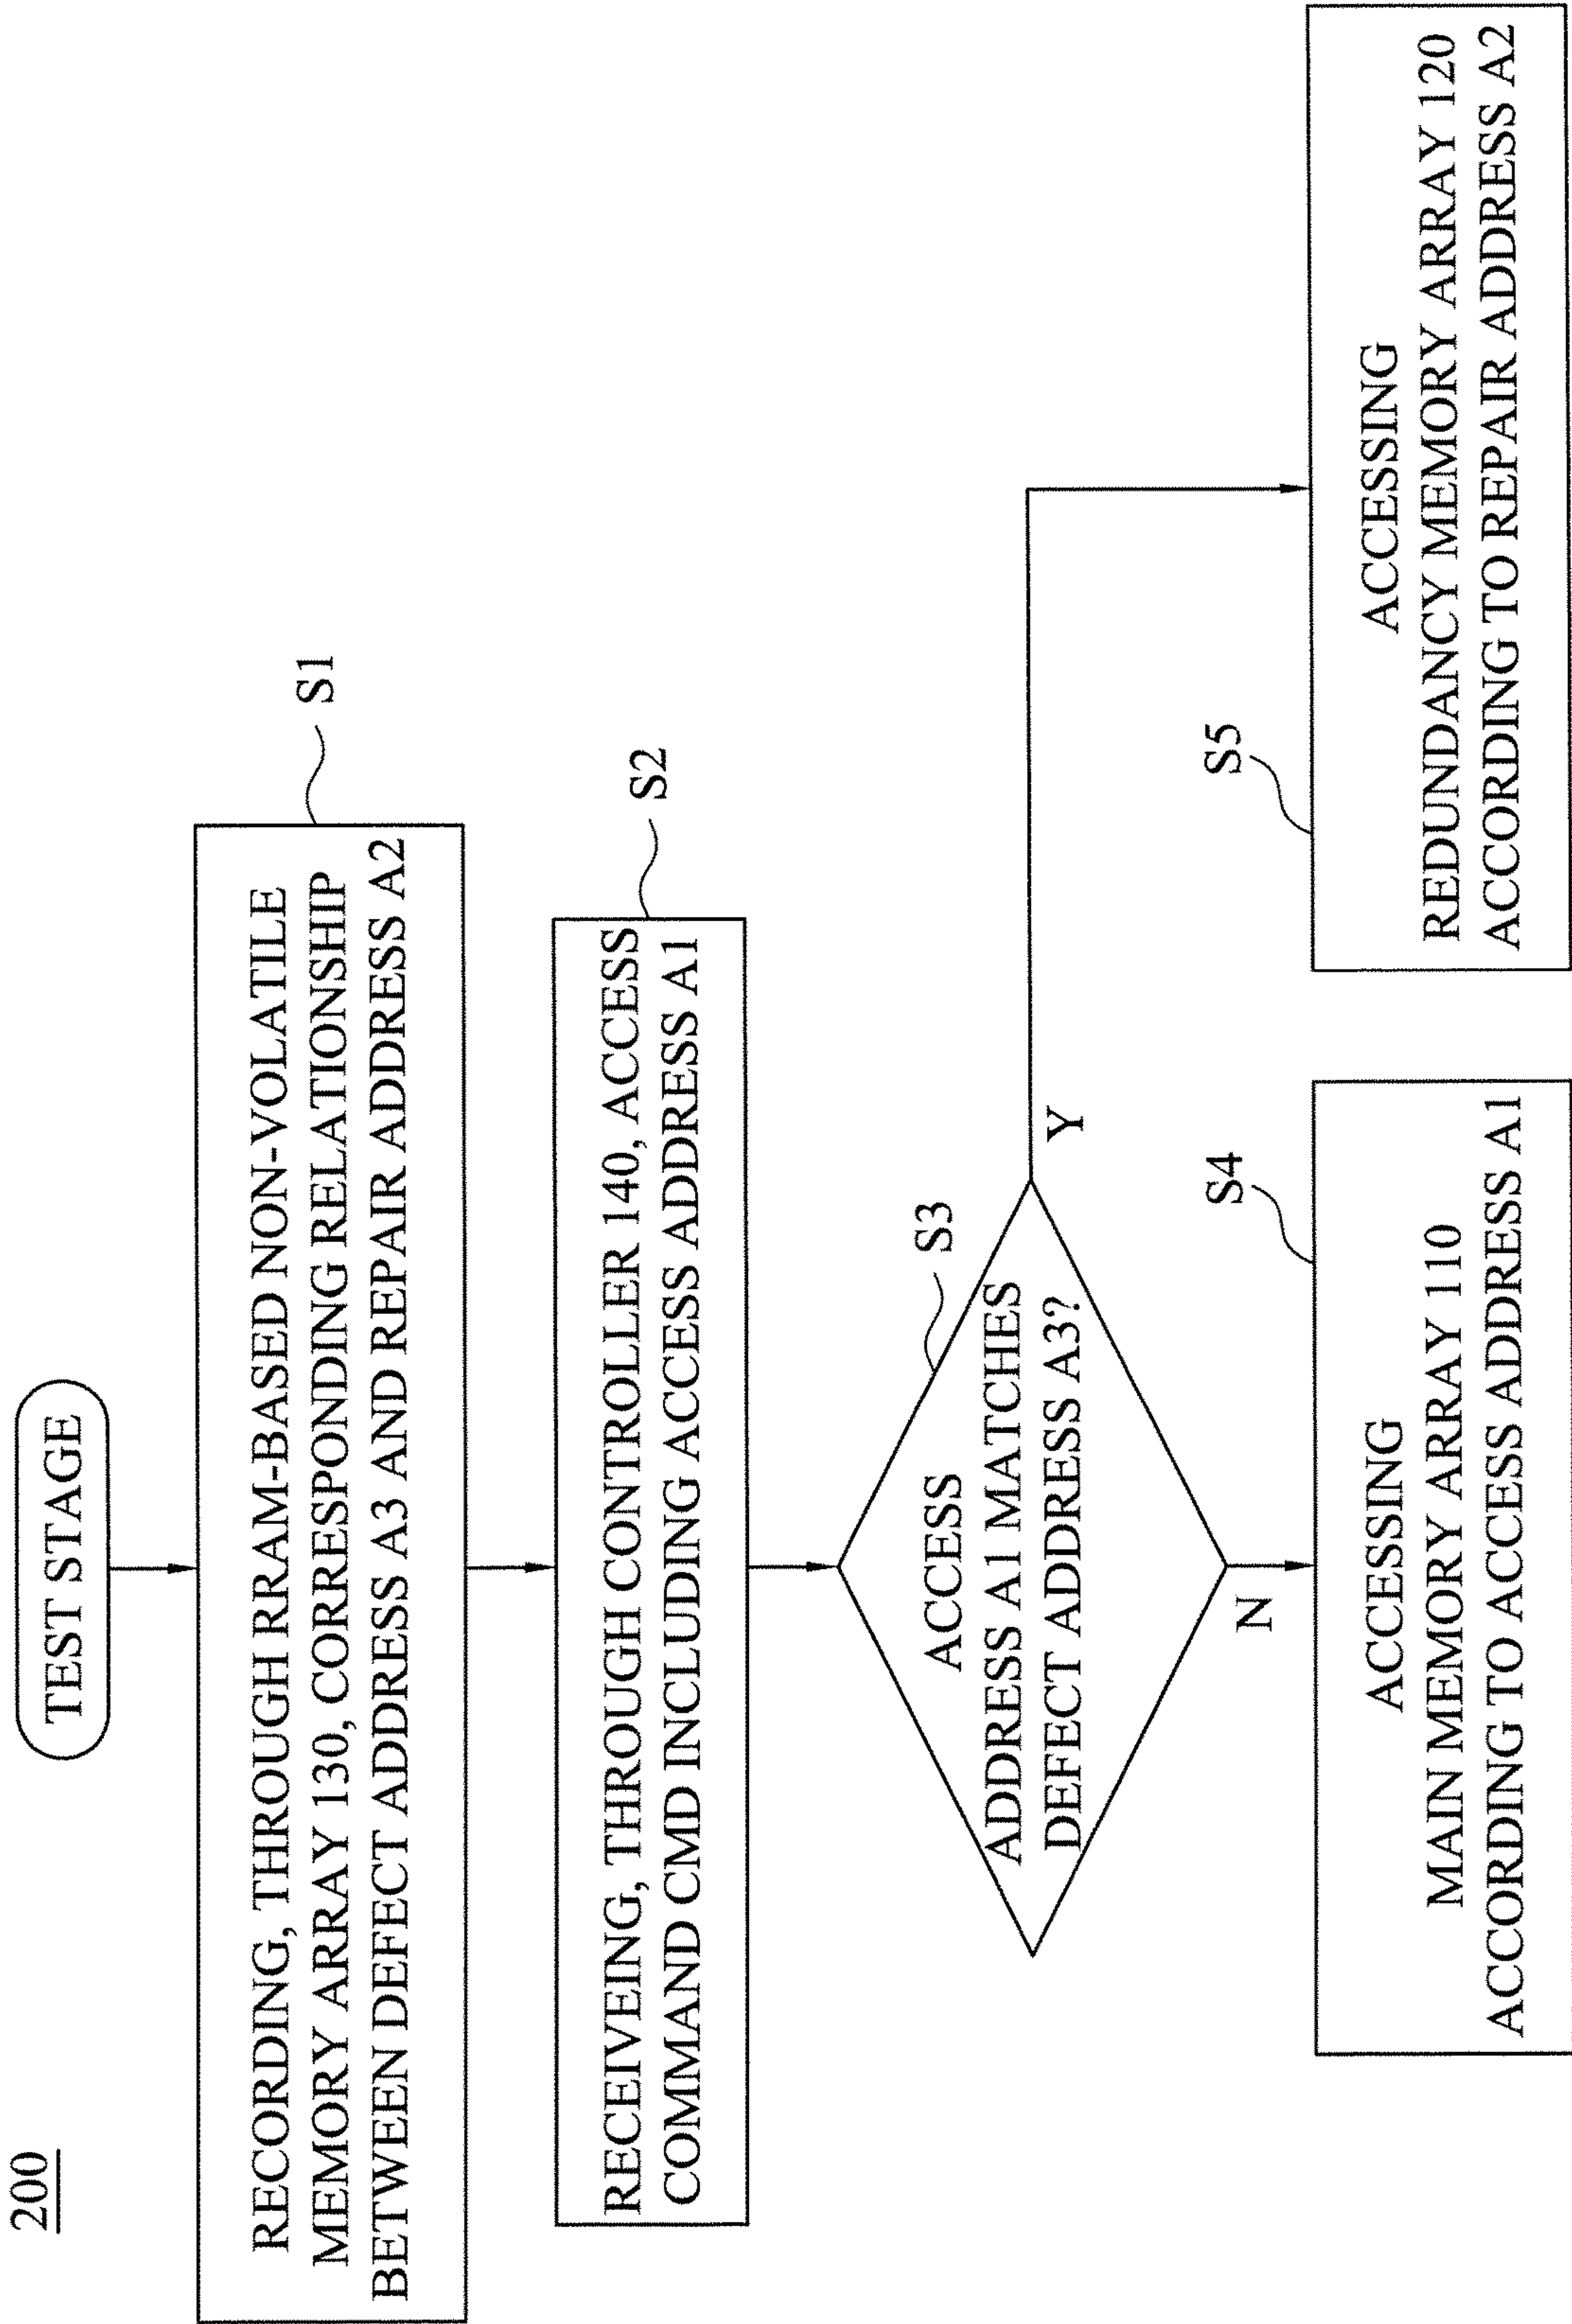 200
TEST STAGE
RECORDING, THROUGH RRAM-BASED NON-VOLATILE
MEMORY ARRAY 130, CORRESPONDING RELATIONSHIP
BETWEEN DEFECT ADDRESS A3 AND REPAIR ADDRESS A2
S1
RECEIVEING, THROUGH CONTROLLER 140, ACCESS
COMMAND CMD INCLUDING ACCESS ADDRESS A1
S2
ACCESS
ADDRESS A1 MATCHES
DEFECT ADDRESS A3?
S3
Y
N
S4
ACCESSING
MAIN MEMORY ARRAY 110
ACCORDING TO ACCESS ADDRESS A1
S5
ACCESSING
REDUNDANCY MEMORY ARRAY 120
ACCORDING TO REPAIR ADDRESS A2